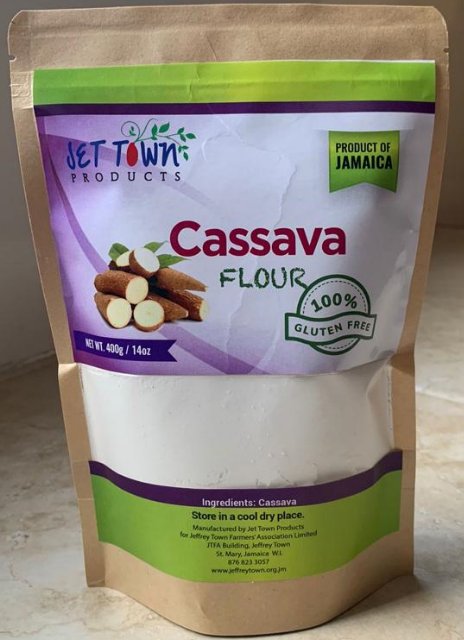 JET TOWN
PRODUCTS
PRODUCT OF
JAMAICA
Cassava
FLOUR
100%
GLUTEN FREE
NET WT. 400g / 14oz
Ingredients: Cassava
Store in a cool dry place.
Manufactured by Jet Town Products
for Jeffrey Town Farmers' Association Limited
JTFA Building, Jeffrey Town
St. Mary, Jamaica W.I.
876 823 3057
www.jeffreytown.org.jm